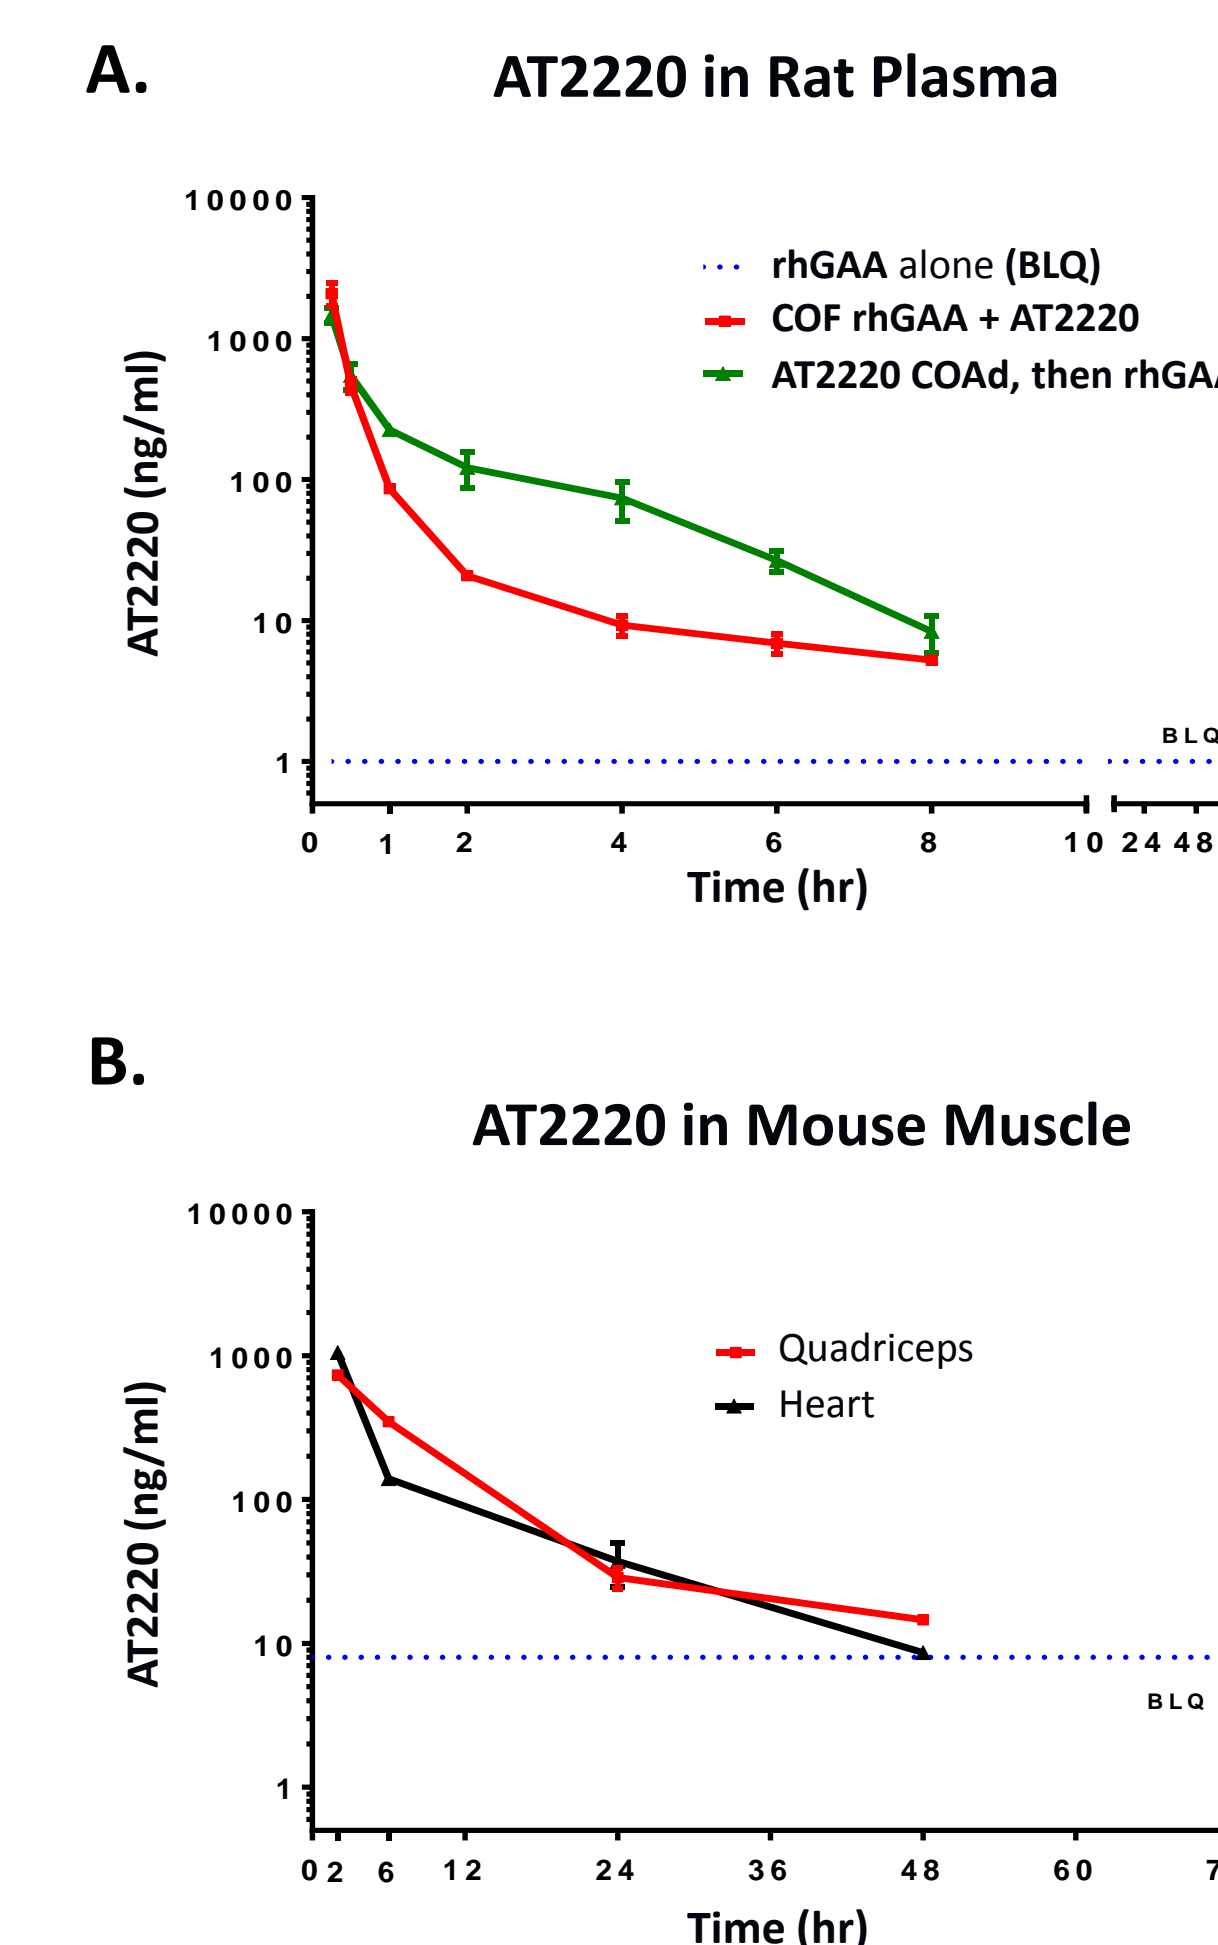 A.
AT2220 in Rat Plasma
10000
1000
100
10
1
AT2220 (ng/ml)
rhGAA alone (BLQ)
COF rhGAA + AT2220
AT2220 COAd, then rhGAA
BLQ
0 1 2 4 6 8 10 24 48
Time (hr)
B.
AT2220 in Mouse Muscle
10000
1000
100
10
1
AT2220 (ng/ml)
Quadriceps
Heart
BLQ
0 2 6 12 24 36 48 60 7
Time (hr)